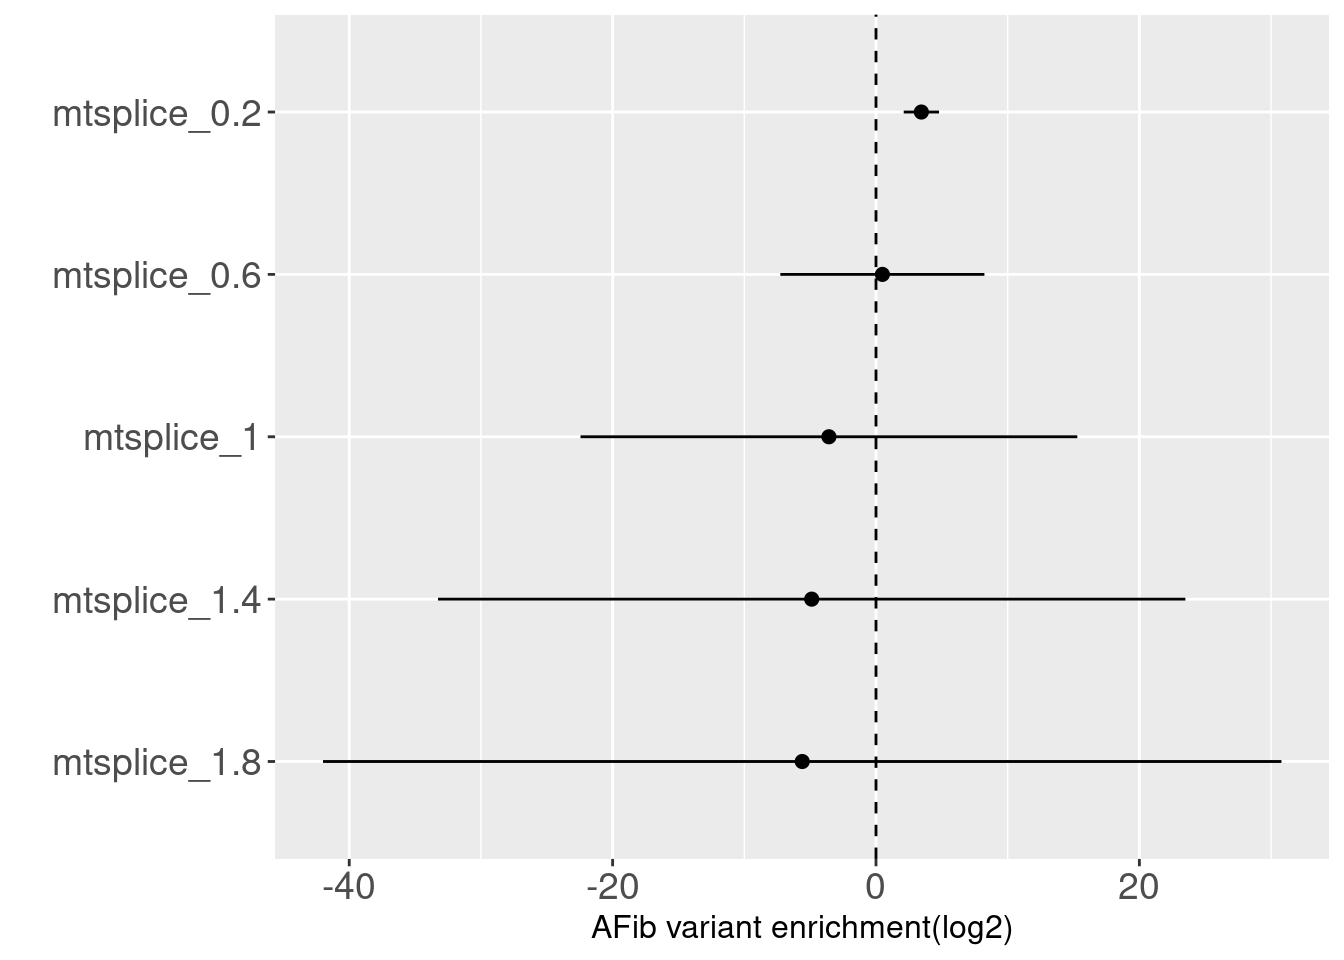 mtsplice_0.2
mtsplice_0.6
mtsplice_1
mtsplice_1.4
mtsplice_1.8
-40 -20 0 20
AFib variant enrichment(log2)